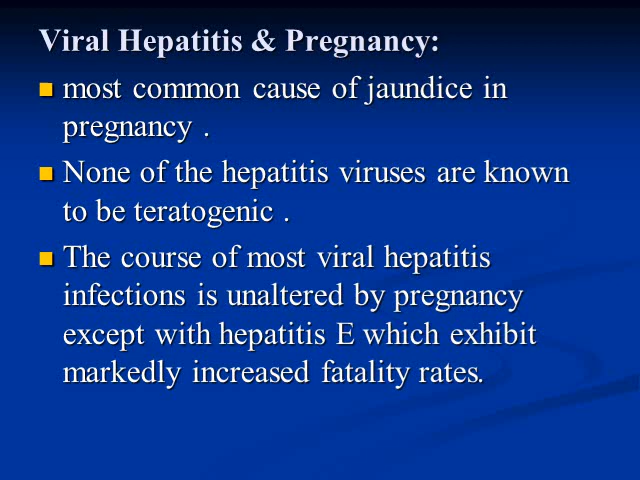 Viral Hepatitis & Pregnancy:
most common cause of jaundice in
pregnancy .
None of the hepatitis viruses are known
to be teratogenic .
The course of most viral hepatitis
infections is unaltered by pregnancy
except with hepatitis E which exhibit
markedly increased fatality rates.